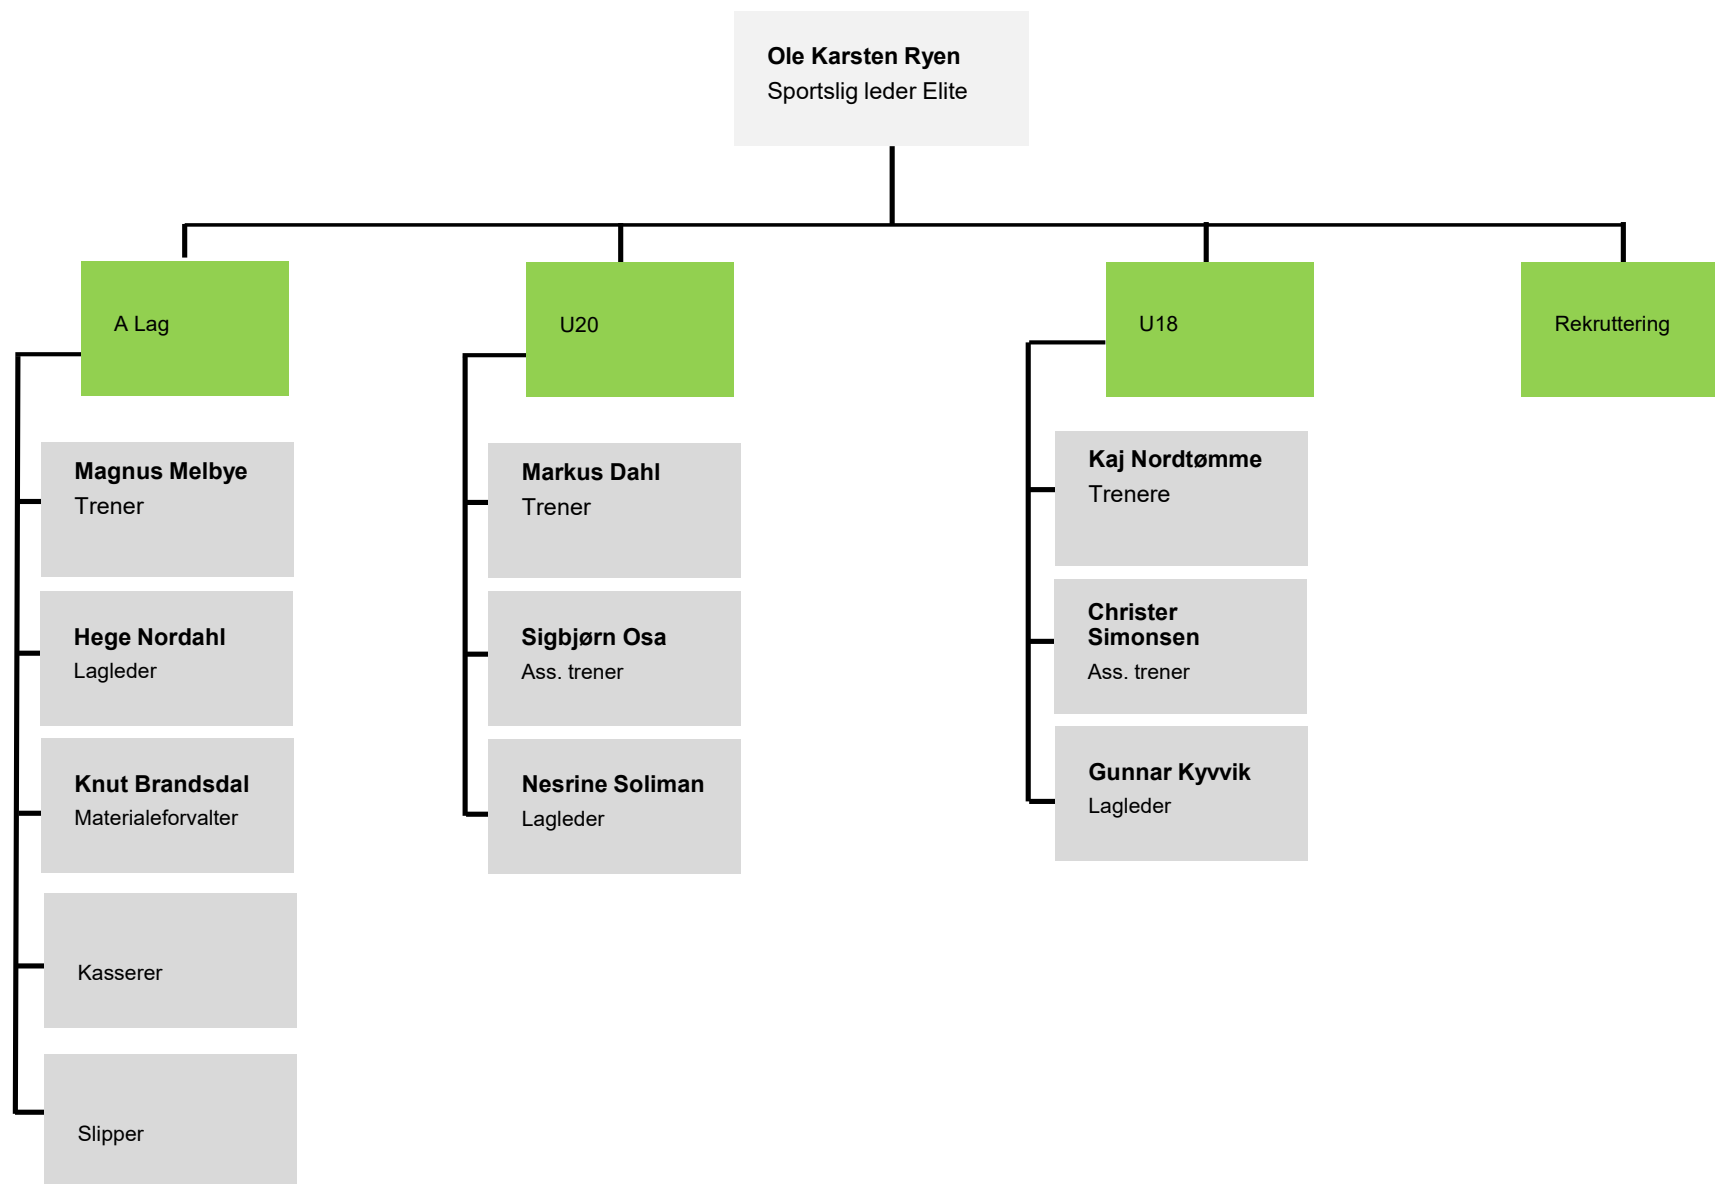 Ole Karsten Ryen
Sportslig leder Elite
A Lag
U20
U18
Rekruttering
Magnus Melbye
Trener
Hege Nordahl
Lagleder
Knut Brandsdal
Materialeforvalter
Kasserer
Slipper
Markus Dahl
Trener
Sigbjørn Osa
Ass. trener
Nesrine Soliman
Lagleder
Kaj Nordtømme
Trenere
Christer
Simonsen
Ass. trener
Gunnar Kyvvik
Lagleder